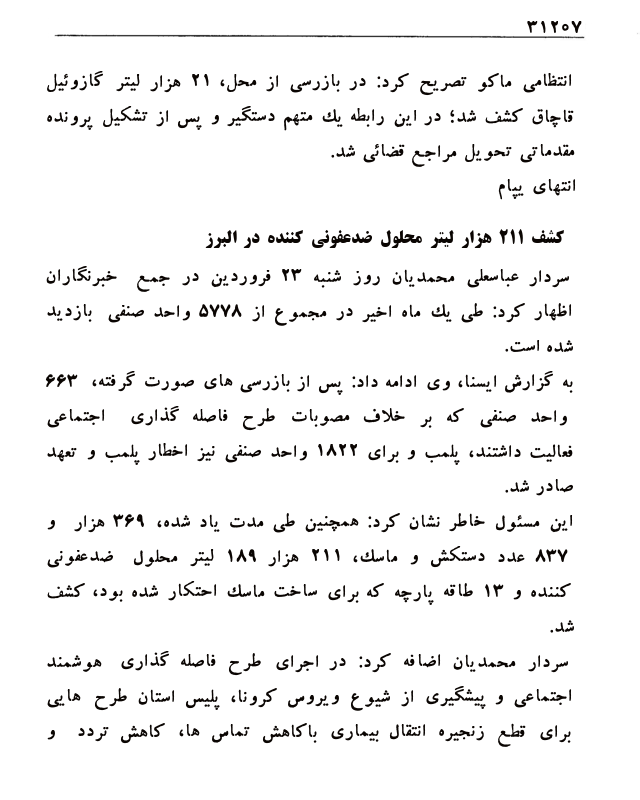 ۳۱۲۰۷
انتظامی ماکو تصریح کرد: در بازرسی از محل، ۲۱ هزار لیتر گازوئیل
قاچاق کشف شد؛ در این رابطه یك متهم دستگیر و پس از تشکیل پرونده
مقدماتی تحویل مراجع قضائی شد.
انتهای پیام
کشف ۲۱۱ هزار لیتر محلول ضدعفونی کننده در البرز
سردار عباسعلی محمدیان روز شنبه ۲۳ فروردین در جمع خبرنگاران
اظهار کرد: طی یك ماه اخیر در مجموع از ۵۷۷۸ واحد صنفی بازدید
شده است.
به گزارش ایسنا، وی ادامه داد: پس از بازرسی های صورت گرفته، ۶۶۳
واحد صنفی که بر خلاف مصوبات طرح فاصله گذاری اجتماعی
فعالیت داشتند، پلمب و برای ۱۸۲۲ واحد صنفی نیز اخطار پلمب و تعهد
صادر شد.
این مسئول خاطر نشان کرد: همچنین طی مدت یاد شده، ۳۶۹ هزار و
۸۳۷ عدد دستکش و ماسك، ۲۱۱ هزار ۱۸۹ لیتر محلول ضدعفونی
کننده و ۱۳ طاقه پارچه که برای ساخت ماسك احتکار شده بود، کشف
شد.
سردار محمدیان اضافه کرد: در اجرای طرح فاصله گذاری هوشمند
اجتماعی و پیشگیری از شیوع ویروس کرونا، پلیس استان طرح هایی
برای قطع زنجیره انتقال بیماری باکاهش تماس ها، کاهش تردد و